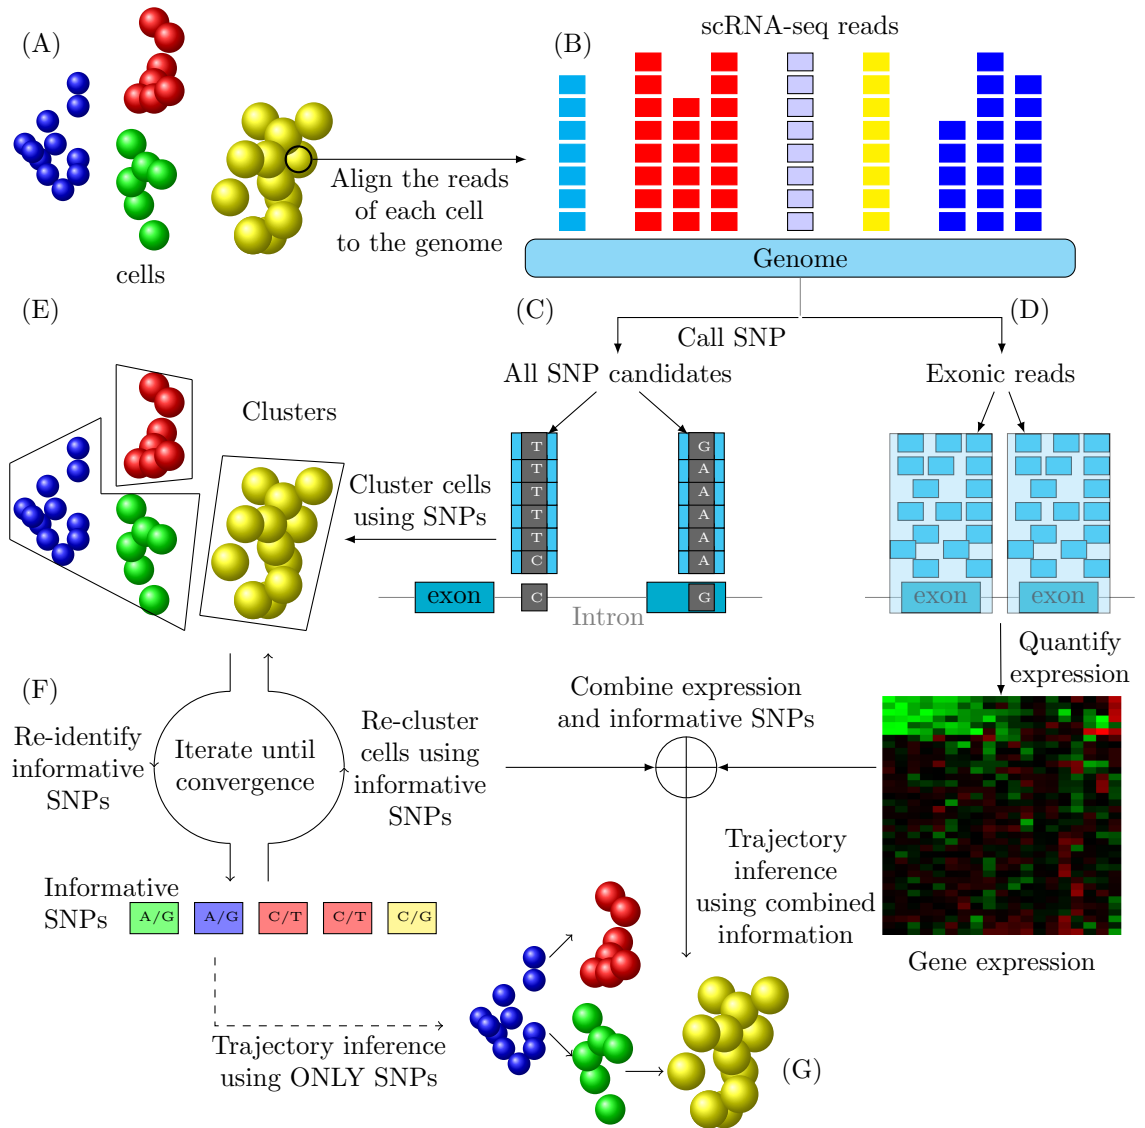 (A)
cells
Align the reads
of each cell
to the genome
(B)
scRNA-seq reads
Genome
(C)
Call SNP
All SNP candidates
T
T
T
T
T
C
G
A
A
A
A
A
exon
C
Intron
G
(D)
Exonic reads
exon
exon
Quantify
expression
Gene expression
(E)
Clusters
Cluster cells
using SNPs
(F)
Re-identify
informative
SNPs
Iterate until
convergence
Re-cluster
cells using
informative
SNPs
Informative
SNPs
A/G
A/G
C/T
C/T
C/G
Combine expression
and informative SNPs
Trajectory
inference
using combined
information
Trajectory inference
using ONLY SNPs
(G)